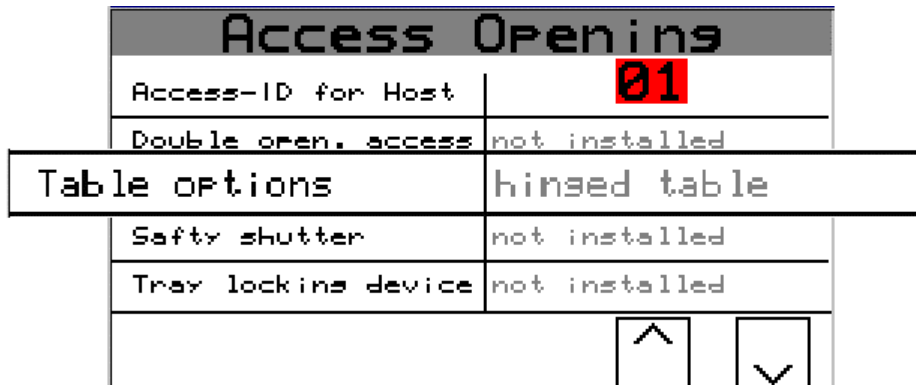 Access Opening
Access-ID for Host 01
Double open. access not installed
Table options hinged table
Safty shutter not installed
Tray locking device not installed